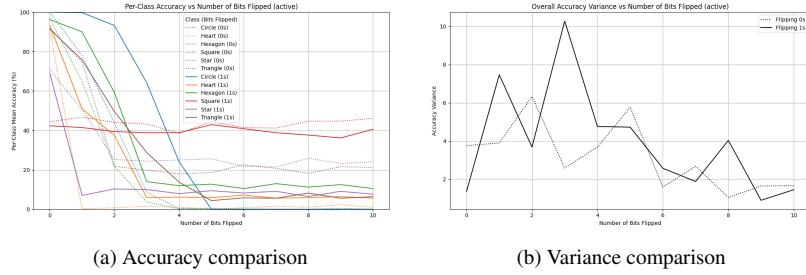 Per-Class Accuracy vs Number of Bits Flipped (active)
Per-Class Mean Accuracy (%)
100
80
60
40
20
0
Class (Bits Flipped)
Circle (0s)
Heart (0s)
Hexagon (0s)
Square (0s)
Star (0s)
Triangle (0s)
Circle (1s)
Heart (1s)
Hexagon (1s)
Square (1s)
Star (1s)
Triangle (1s)
0 2 4 6 8 10
Number of Bits Flipped
(a) Accuracy comparison
Overall Accuracy Variance vs Number of Bits Flipped (active)
Accuracy Variance
10
8
6
4
2
Flipping 0s
Flipping 1s
0 2 4 6 8 10
Number of Bits Flipped
(b) Variance comparison